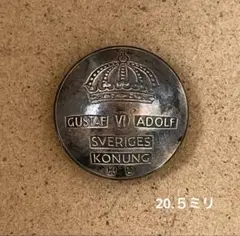 GUSTAF VI ADOLF
SVERIGES
KONUNG
20.5ミリ